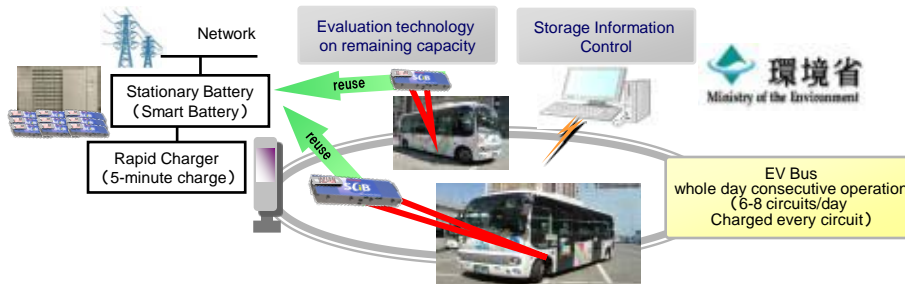 Network
Evaluation technology
on remaining capacity
Storage Information
Control
環境省
Ministry of the Environment
Stationary Battery
（Smart Battery）
reuse
SCiB
Rapid Charger
（5-minute charge）
reuse
SCiB
EV Bus
whole day consecutive operation
（6-8 circuits/day
Charged every circuit）